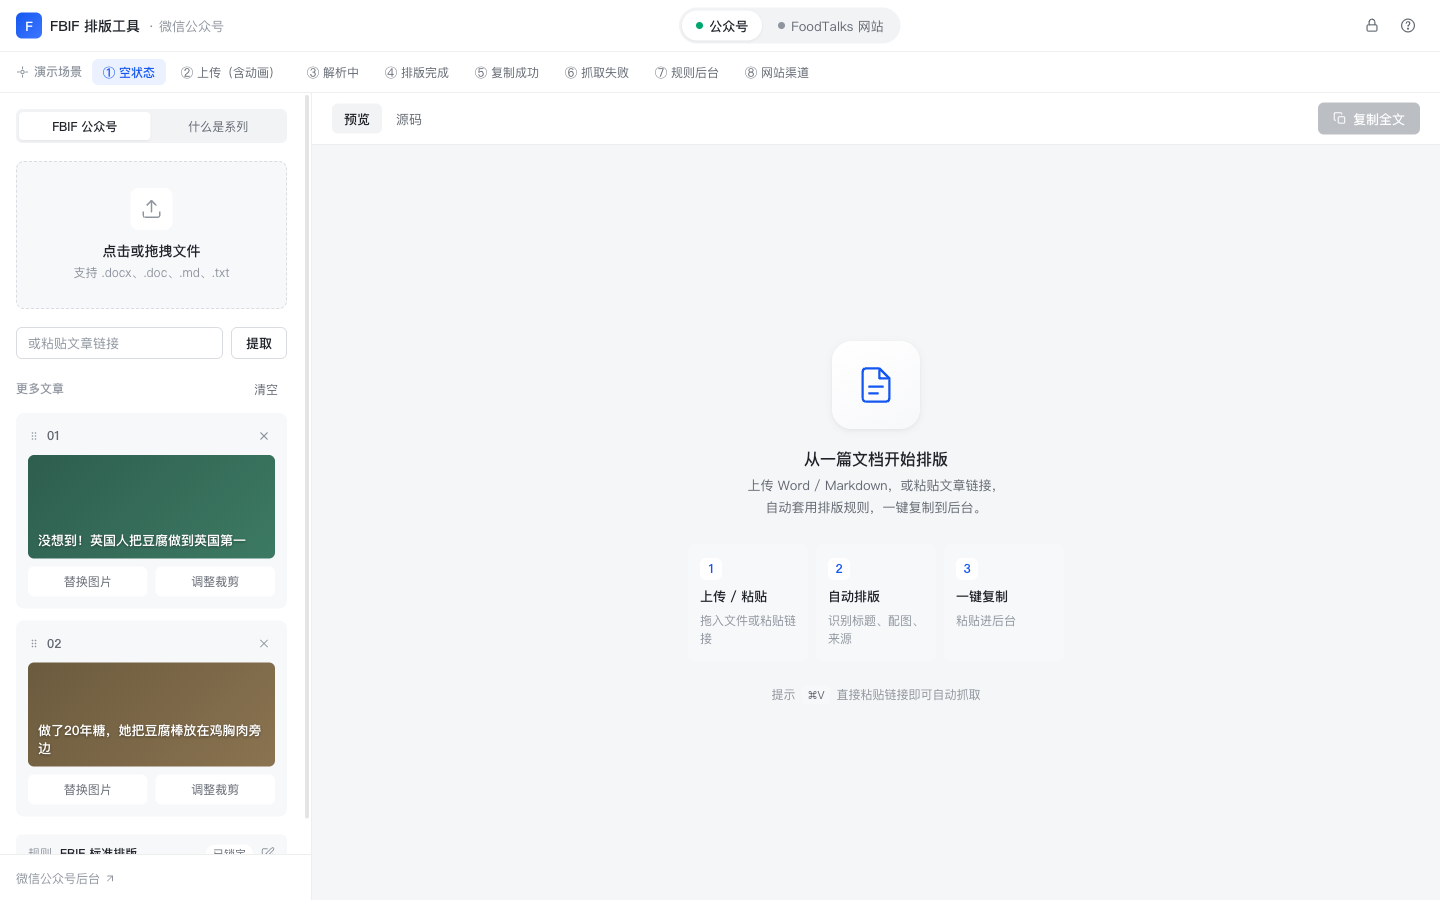 F FBIF 排版工具 · 微信公众号
公众号
FoodTalks 网站
演示场景
① 空状态
② 上传（含动画）
③ 解析中
④ 排版完成
⑤ 复制成功
⑥ 抓取失败
⑦ 规则后台
⑧ 网站渠道
FBIF 公众号
什么是系列
点击或拖拽文件
支持 .docx、.doc、.md、.txt
或粘贴文章链接
提取
更多文章
清空
01
没想到！英国人把豆腐做到英国第一
替换图片
调整裁剪
02
做了20年糖，她把豆腐棒放在鸡胸肉旁
边
替换图片
调整裁剪
规则 FBIF 标准排版
已锁定
微信公众号后台
预览
源码
复制全文
从一篇文档开始排版
上传 Word / Markdown，或粘贴文章链接，
自动套用排版规则，一键复制到后台。
1
上传 / 粘贴
拖入文件或粘贴链
接
2
自动排版
识别标题、配图、
来源
3
一键复制
粘贴进后台
提示 ⌘V 直接粘贴链接即可自动抓取